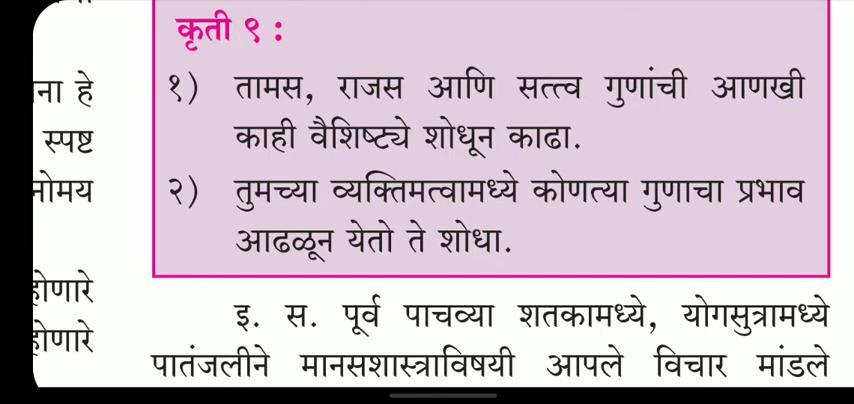 कृती ९ :
ना हे
१) तामस, राजस आणि सत्त्व गुणांची आणखी
स्पष्ट
काही वैशिष्ट्ये शोधून काढा.
नोमय
२) तुमच्या व्यक्तिमत्वामध्ये कोणत्या गुणाचा प्रभाव
आढळून येतो ते शोधा.
होणारे
इ. स. पूर्व पाचव्या शतकामध्ये, योगसुत्रामध्ये
होणारे
पातंजलीने मानसशास्त्राविषयी आपले विचार मांडले